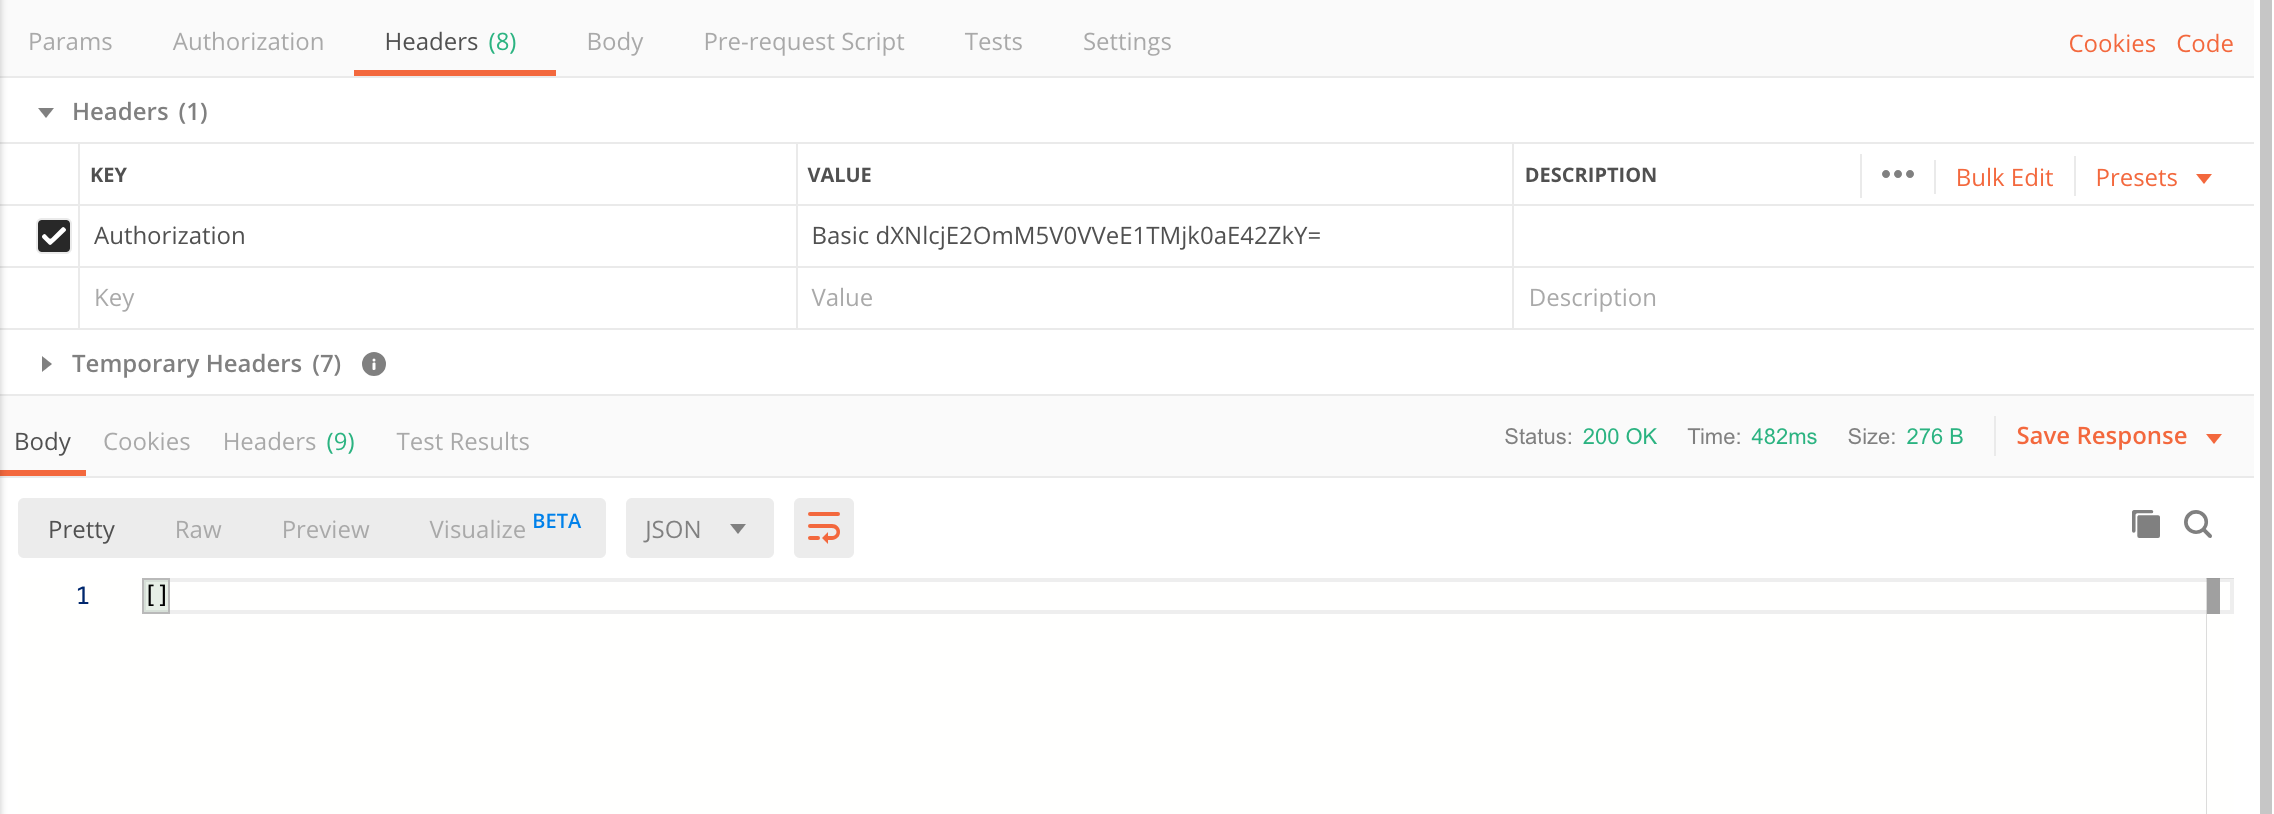 Params Authorization Headers (8) Body Pre-request Script Tests Settings Cookies Code
Headers (1)
KEY VALUE DESCRIPTION ••• Bulk Edit Presets
Authorization Basic dXNlcjE2OmM5V0VVeE1TMjk0aE42ZkY=
Key Value Description
Temporary Headers (7)
Body Cookies Headers (9) Test Results Status: 200 OK Time: 482ms Size: 276 B Save Response
Pretty Raw Preview Visualize BETA JSON
1 []